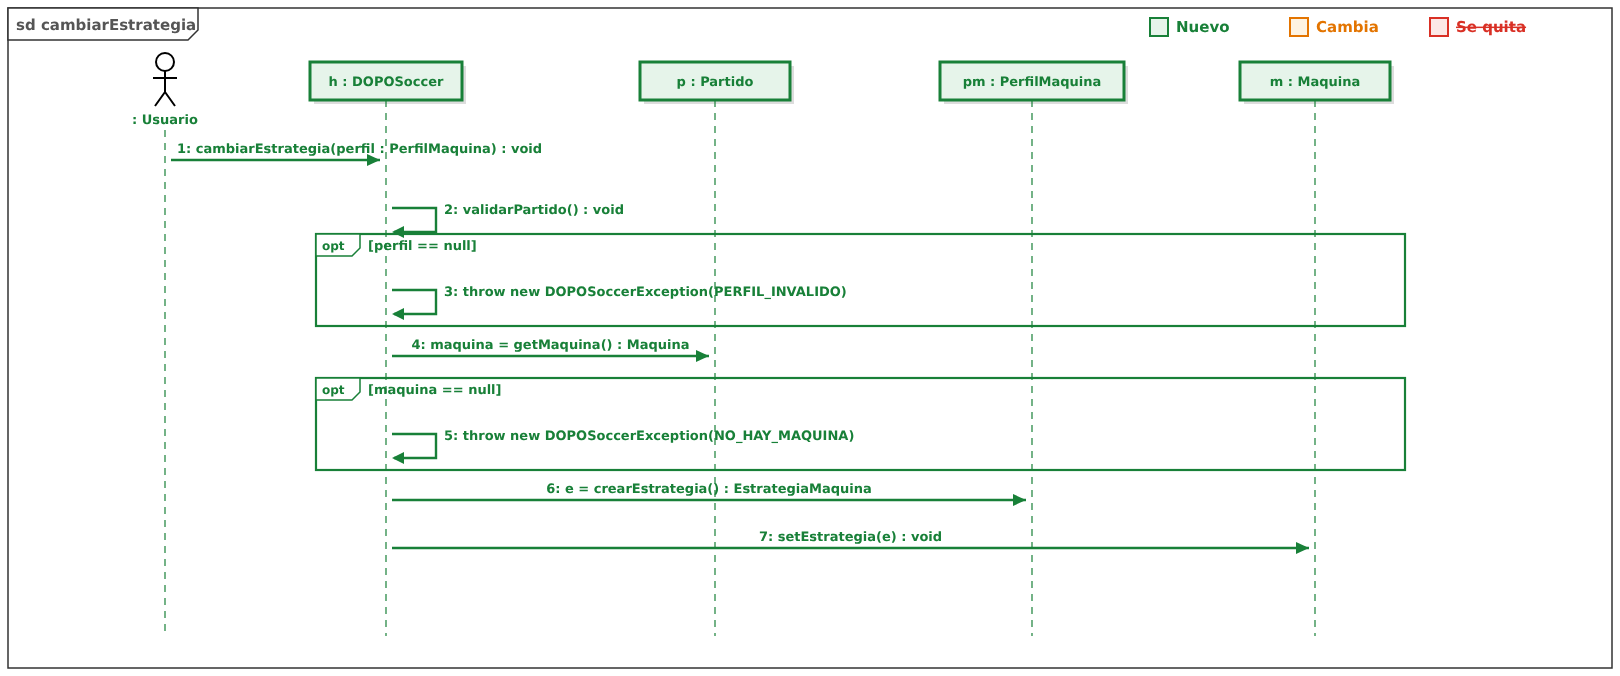 sd cambiarEstrategia
Nuevo
Cambia
Se quita
h : DOPOSoccer
p : Partido
pm : PerfilMaquina
m : Maquina
: Usuario
1: cambiarEstrategia(perfil : PerfilMaquina) : void
2: validarPartido() : void
opt [perfil == null]
3: throw new DOPOSoccerException(PERFIL_INVALIDO)
4: maquina = getMaquina() : Maquina
opt [maquina == null]
5: throw new DOPOSoccerException(NO_HAY_MAQUINA)
6: e = crearEstrategia() : EstrategiaMaquina
7: setEstrategia(e) : void